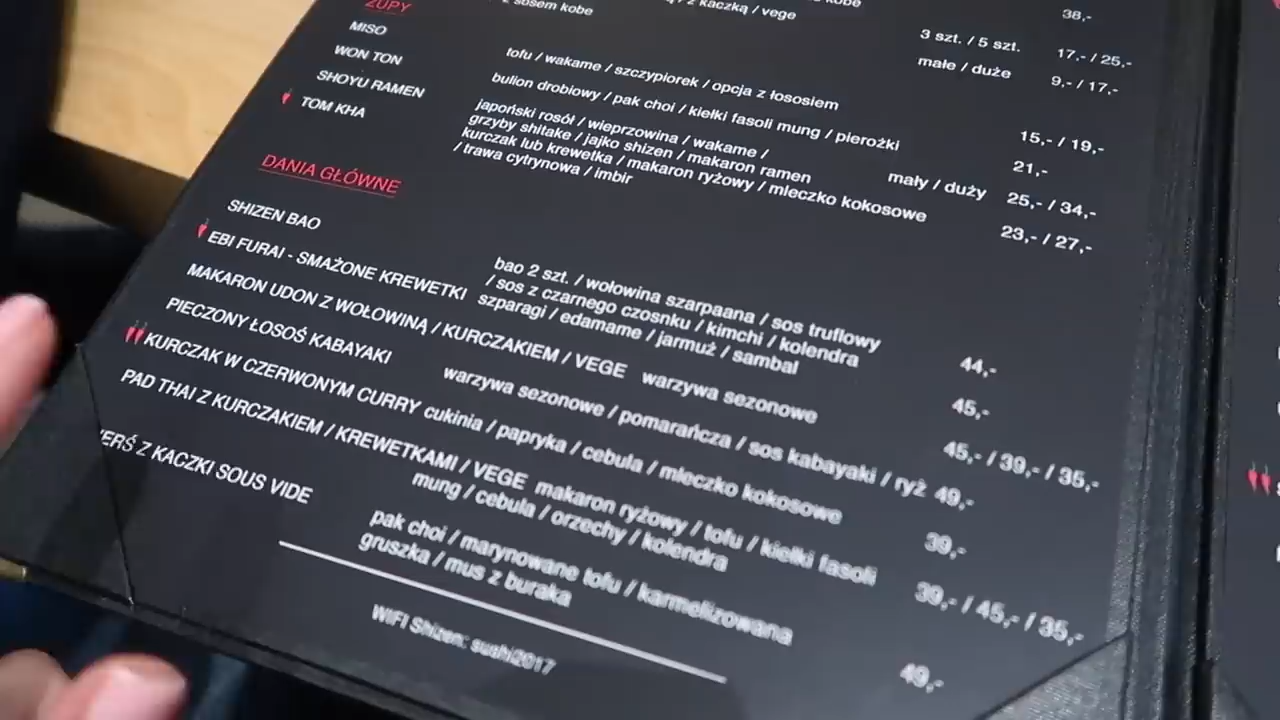 z sosem kobe
z kaczką / vege
38,-
3 szt. / 5 szt. 17,- / 25,-
małe / duże 9,- / 17,-
ZUPY
MISO tofu / wakame / szczypiorek / opcja z łososiem 15,- / 19,-
WON TON bulion drobiowy / pak choi / kiełki fasoli mung / pierożki 21,-
SHOYU RAMEN japoński rosół / wieprzowina / wakame /
grzyby shitake / jajko shizen / makaron ramen mały / duży 25,- / 34,-
TOM KHA kurczak lub krewetka / makaron ryżowy / mleczko kokosowe
/ trawa cytrynowa / imbir 23,- / 27,-
DANIA GŁÓWNE
SHIZEN BAO bao 2 szt. / wołowina szarpaana / sos truflowy
/ sos z czarnego czosnku / kimchi / kolendra 44,-
EBI FURAI - SMAŻONE KREWETKI szparagi / edamame / jarmuż / sambal 45,-
MAKARON UDON Z WOŁOWINĄ / KURCZAKIEM / VEGE warzywa sezonowe 45,- / 39,- / 35,-
PIECZONY ŁOSOŚ KABAYAKI warzywa sezonowe / pomarańcza / sos kabayaki / ryż 49,-
KURCZAK W CZERWONYM CURRY cukinia / papryka / cebula / mleczko kokosowe 39,-
PAD THAI Z KURCZAKIEM / KREWETKAMI / VEGE makaron ryżowy / tofu / kiełki fasoli
mung / cebula / orzechy / kolendra 39,- / 45,- / 35,-
IERŚ Z KACZKI SOUS VIDE pak choi / marynowane tofu / karmelizowana
gruszka / mus z buraka 49,-
WIFI Shizen: sushi2017